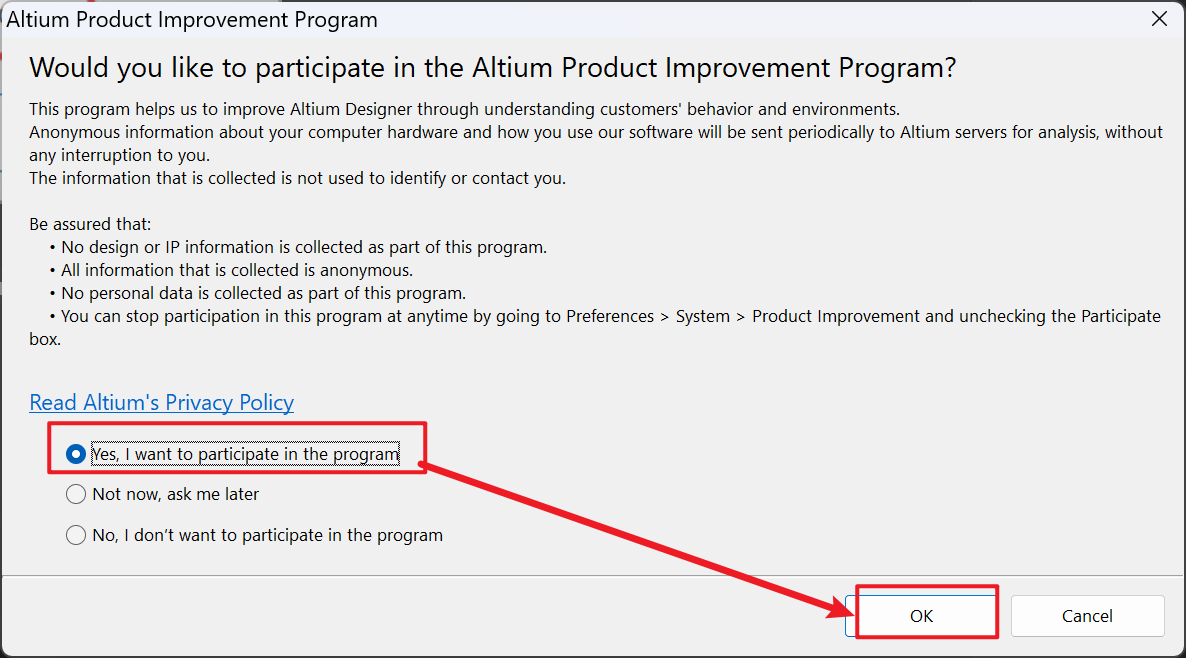 Altium Product Improvement Program
Would you like to participate in the Altium Product Improvement Program?
This program helps us to improve Altium Designer through understanding customers' behavior and environments.
Anonymous information about your computer hardware and how you use our software will be sent periodically to Altium servers for analysis, without
any interruption to you.
The information that is collected is not used to identify or contact you.
Be assured that:
• No design or IP information is collected as part of this program.
• All information that is collected is anonymous.
• No personal data is collected as part of this program.
• You can stop participation in this program at anytime by going to Preferences > System > Product Improvement and unchecking the Participate
box.
Read Altium's Privacy Policy
Yes, I want to participate in the program
Not now, ask me later
No, I don’t want to participate in the program
OK
Cancel